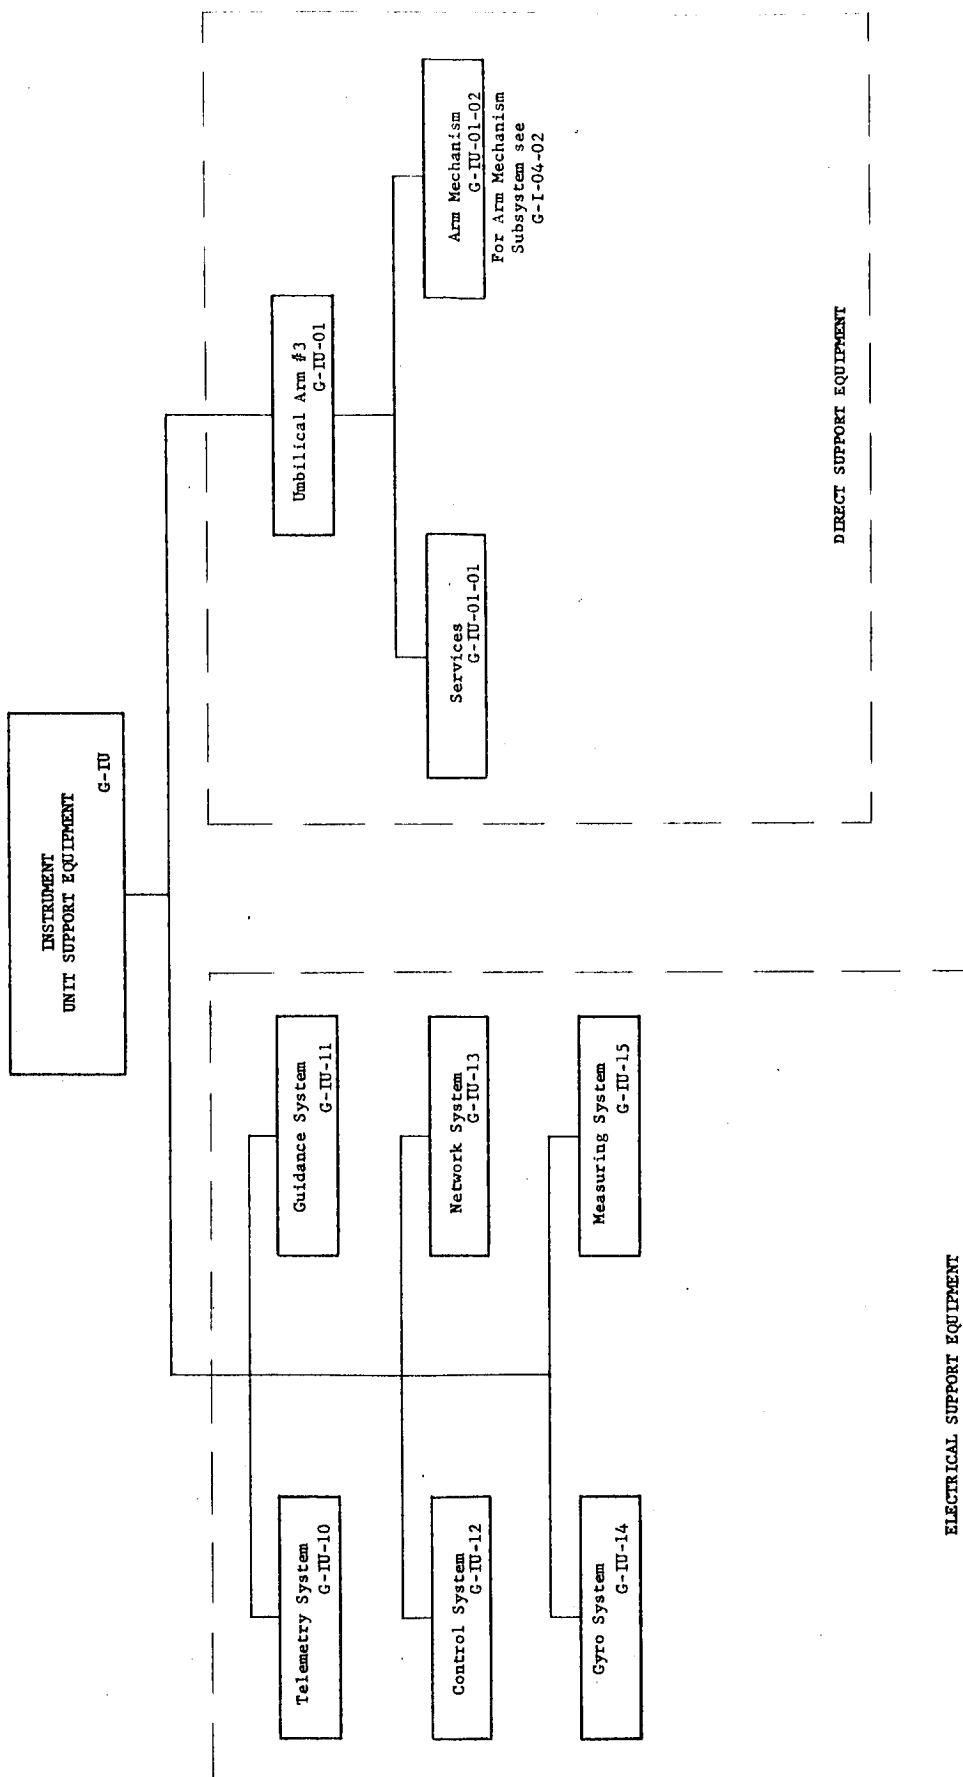 INSTRUMENT
UNIT SUPPORT EQUIPMENT
G-IU
Telemetry System
G-IU-10
Guidance System
G-IU-11
Control System
G-IU-12
Network System
G-IU-13
Gyro System
G-IU-14
Measuring System
G-IU-15
ELECTRICAL SUPPORT EQUIPMENT
Umbilical Arm #3
G-IU-01
Services
G-IU-01-01
Arm Mechanism
G-IU-01-02
For Arm Mechanism
Subsystem see
G-I-04-02
DIRECT SUPPORT EQUIPMENT